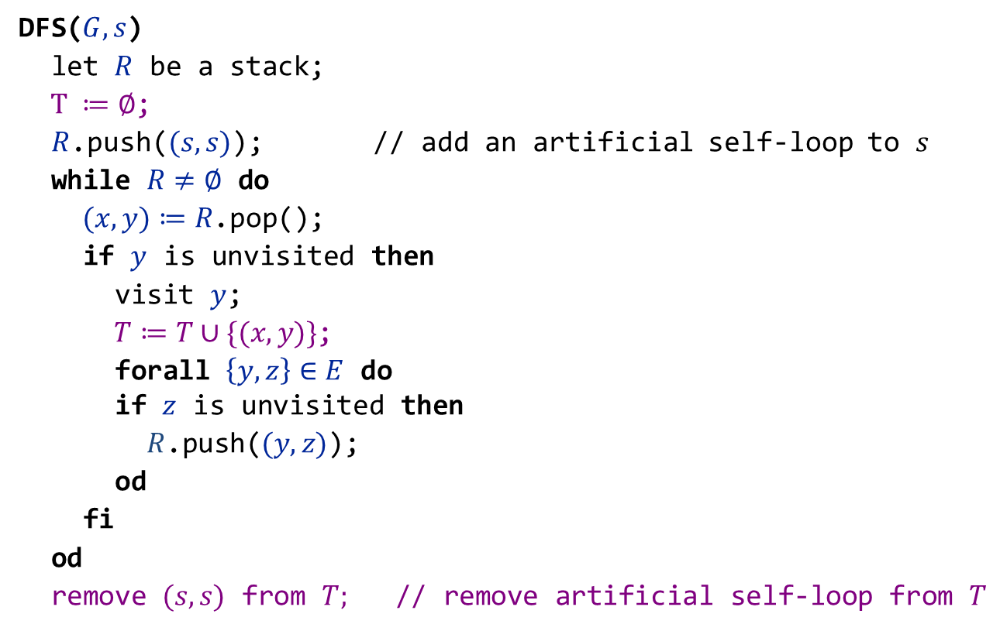 DFS(G,s)
let R be a stack;
T ≔ ∅;
R.push((s,s)); // add an artificial self-loop to s
while R ≠ ∅ do
(x,y) ≔ R.pop();
if y is unvisited then
visit y;
T ≔ T ∪ {(x,y)};
forall {y,z} ∈ E do
if z is unvisited then
R.push((y,z));
od
fi
od
remove (s,s) from T; // remove artificial self-loop from T